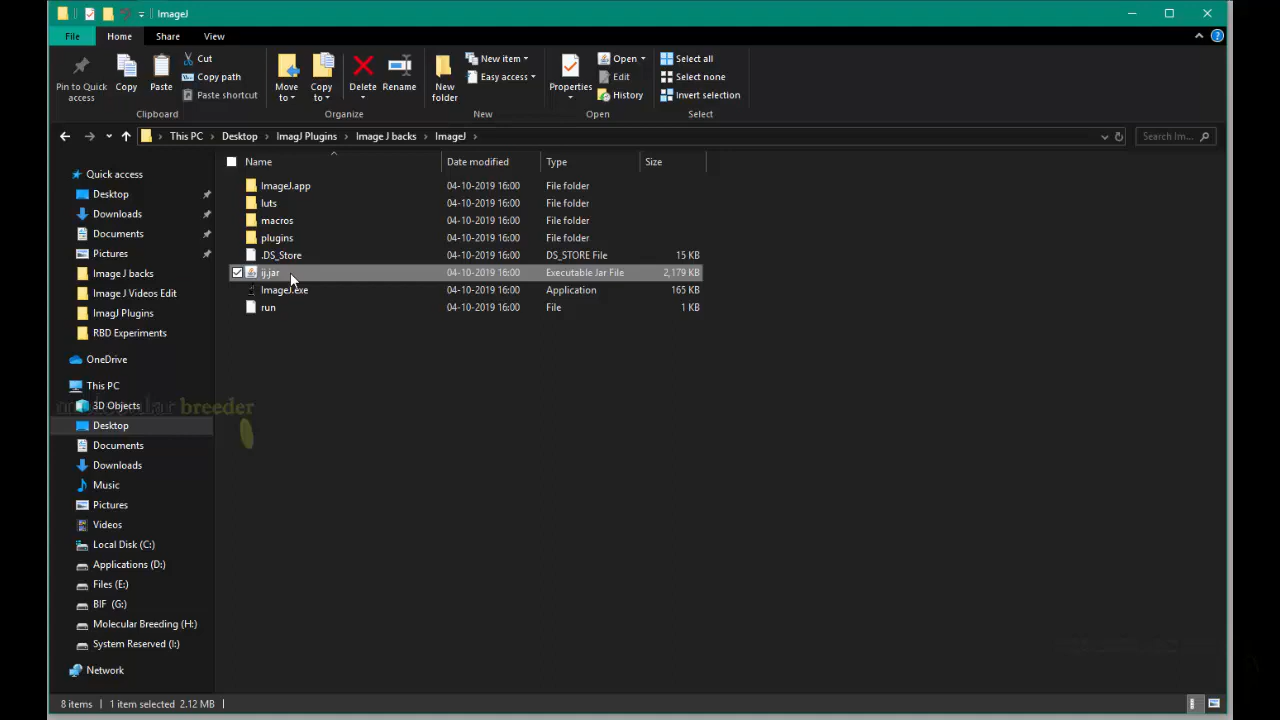 ImageJ
File Home Share View
Pin to Quick access
Copy
Paste
Cut
Copy path
Paste shortcut
Clipboard
Move to
Copy to
Delete
Rename
Organize
New folder
New item
Easy access
New
Properties
Open
Edit
History
Open
Select all
Select none
Invert selection
Select
This PC > Desktop > ImagJ Plugins > Image J backs > ImageJ >
Search Im...
Name Date modified Type Size
ImageJ.app 04-10-2019 16:00 File folder
luts 04-10-2019 16:00 File folder
macros 04-10-2019 16:00 File folder
plugins 04-10-2019 16:00 File folder
.DS_Store 04-10-2019 16:00 DS_STORE File 15 KB
ij.jar 04-10-2019 16:00 Executable Jar File 2,179 KB
ImageJ.exe 04-10-2019 16:00 Application 165 KB
run 04-10-2019 16:00 File 1 KB
Quick access
Desktop
Downloads
Documents
Pictures
Image J backs
Image J Videos Edit
ImagJ Plugins
RBD Experiments
OneDrive
This PC
3D Objects
molecular breeder
Desktop
Documents
Downloads
Music
Pictures
Videos
Local Disk (C:)
Applications (D:)
Files (E:)
BIF (G:)
Molecular Breeding (H:)
System Reserved (I:)
Network
8 items 1 item selected 2.12 MB